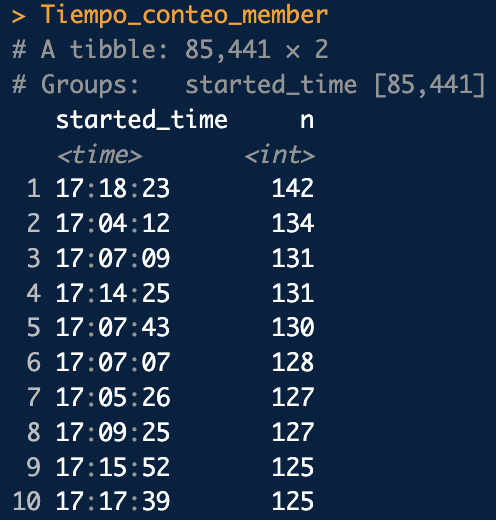 > Tiempo_conteo_member
# A tibble: 85,441 × 2
# Groups:   started_time [85,441]
   started_time     n
   <time>       <int>
 1 17:18:23       142
 2 17:04:12       134
 3 17:07:09       131
 4 17:14:25       131
 5 17:07:43       130
 6 17:07:07       128
 7 17:05:26       127
 8 17:09:25       127
 9 17:15:52       125
10 17:17:39       125